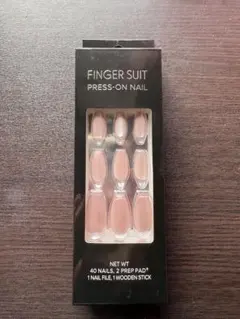 FINGER SUIT
PRESS-ON NAIL
NET WT
40 NAILS, 2 PREP PAD*
1 NAIL FILE, 1 WOODEN STICK